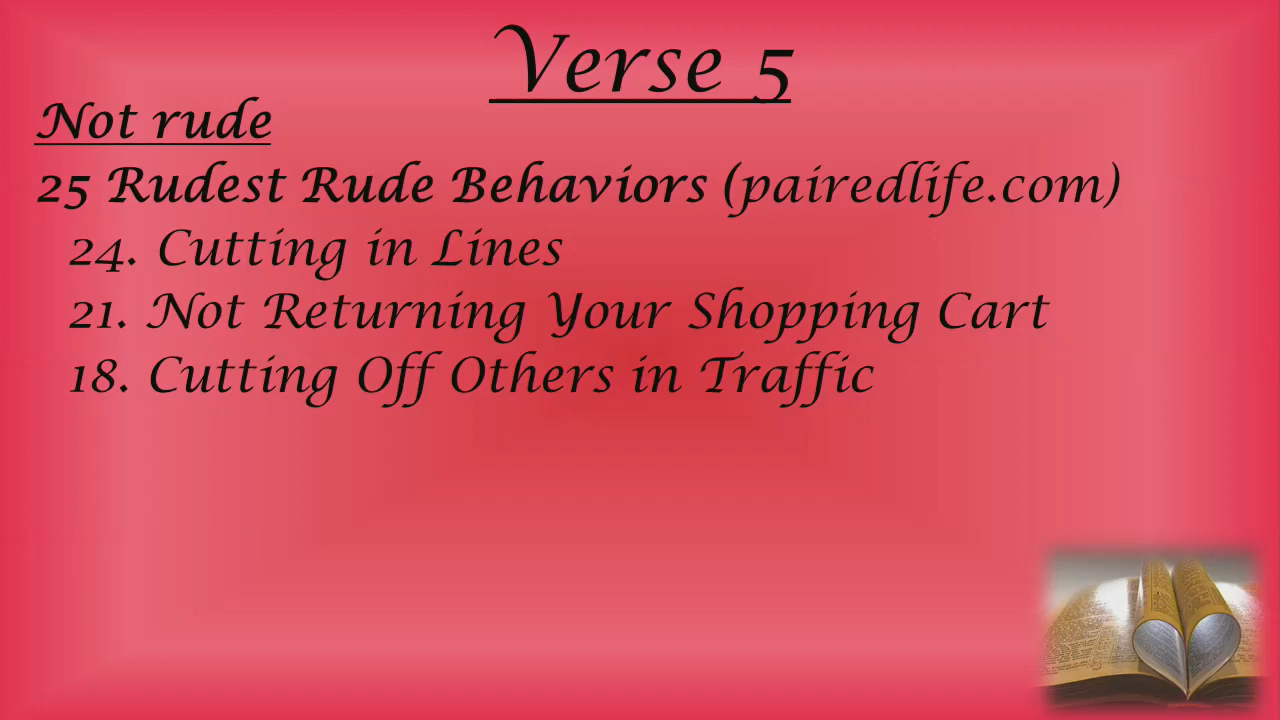 Verse 5
Not rude
25 Rudest Rude Behaviors (pairedlife.com)
24. Cutting in Lines
21. Not Returning Your Shopping Cart
18. Cutting Off Others in Traffic